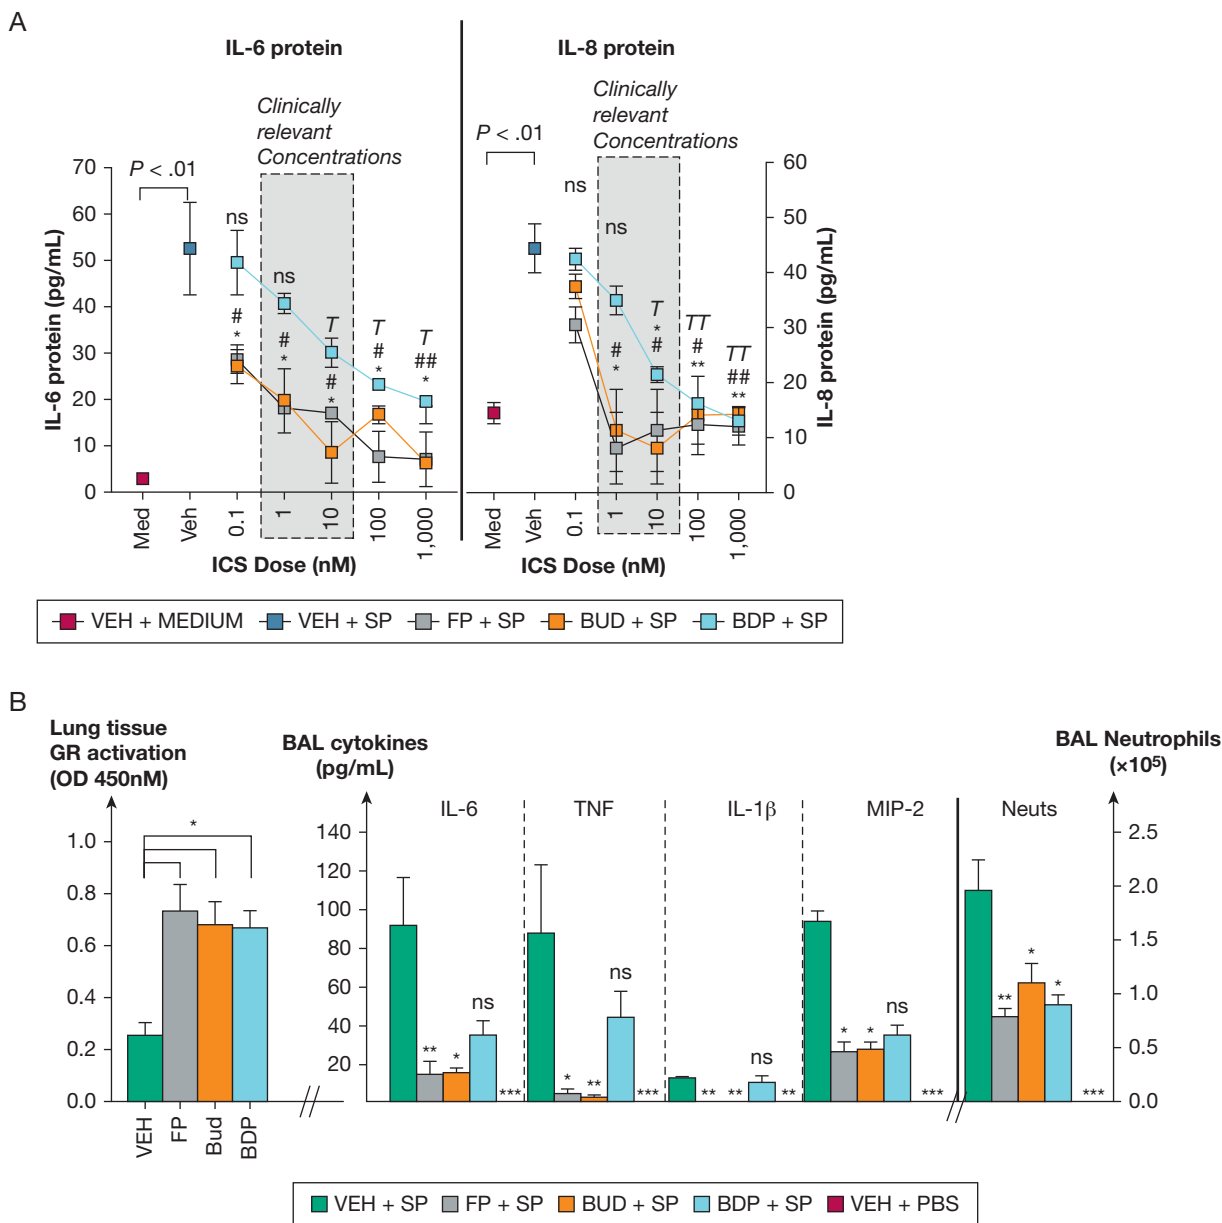 A
IL-6 protein
IL-8 protein
Clinically
relevant
Concentrations
Clinically
relevant
Concentrations
P < .01
P < .01
IL-6 protein (pg/mL)
70
60
50
40
30
20
10
0
ns
#
*
ns
#
*
T
#
*
T
#
*
T
##
*
ns
ns
#
*
T
*
#
TT
#
**
TT
##
**
60
50
40
30
20
10
0
IL-8 protein (pg/mL)
Med
Veh
0.1
1
10
100
1,000
Med
Veh
0.1
1
10
100
1,000
ICS Dose (nM)
ICS Dose (nM)
VEH + MEDIUM VEH + SP FP + SP BUD + SP BDP + SP
B
Lung tissue
GR activation
(OD 450nM)
1.0
0.8
0.6
0.4
0.2
0.0
*
VEH
FP
Bud
BDP
BAL cytokines
(pg/mL)
140
120
100
80
60
40
20
IL-6
TNF
IL-1β
MIP-2
Neuts
** * ns ***
* ** ns ***
** ** ns **
* * ns ***
** * * ***
BAL Neutrophils
(×10⁵)
2.5
2.0
1.5
1.0
0.5
0.0
VEH + SP FP + SP BUD + SP BDP + SP VEH + PBS